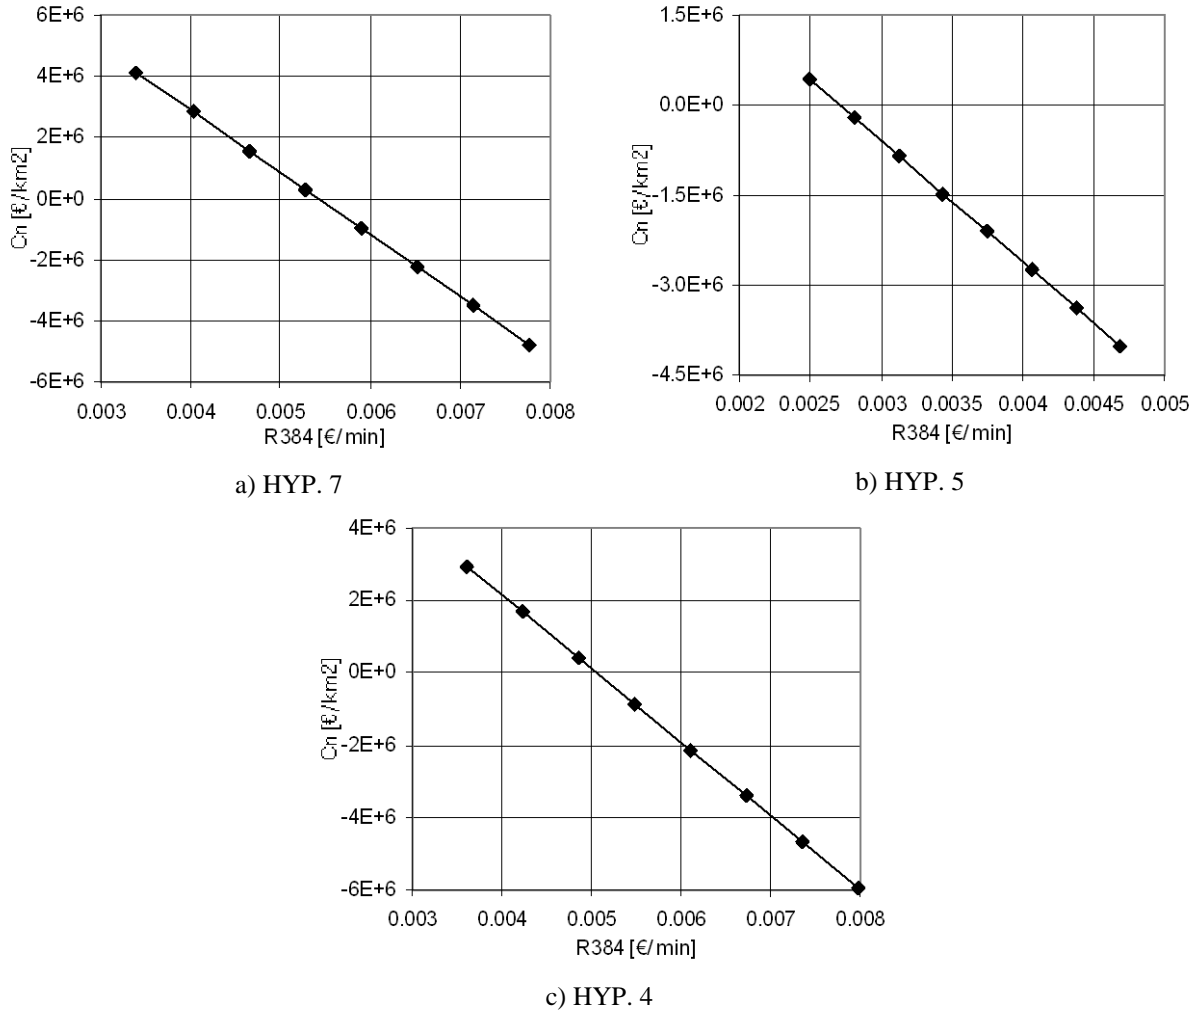 6E+6
4E+6
2E+6
0E+0
-2E+6
-4E+6
-6E+6
Cn [€/km2]
0.003 0.004 0.005 0.006 0.007 0.008
R384 [€/min]
a) HYP. 7
1.5E+6
0.0E+0
-1.5E+6
-3.0E+6
-4.5E+6
Cn [€/km2]
0.002 0.0025 0.003 0.0035 0.004 0.0045 0.005
R384 [€/min]
b) HYP. 5
4E+6
2E+6
0E+0
-2E+6
-4E+6
-6E+6
Cn [€/km2]
0.003 0.004 0.005 0.006 0.007 0.008
R384 [€/min]
c) HYP. 4